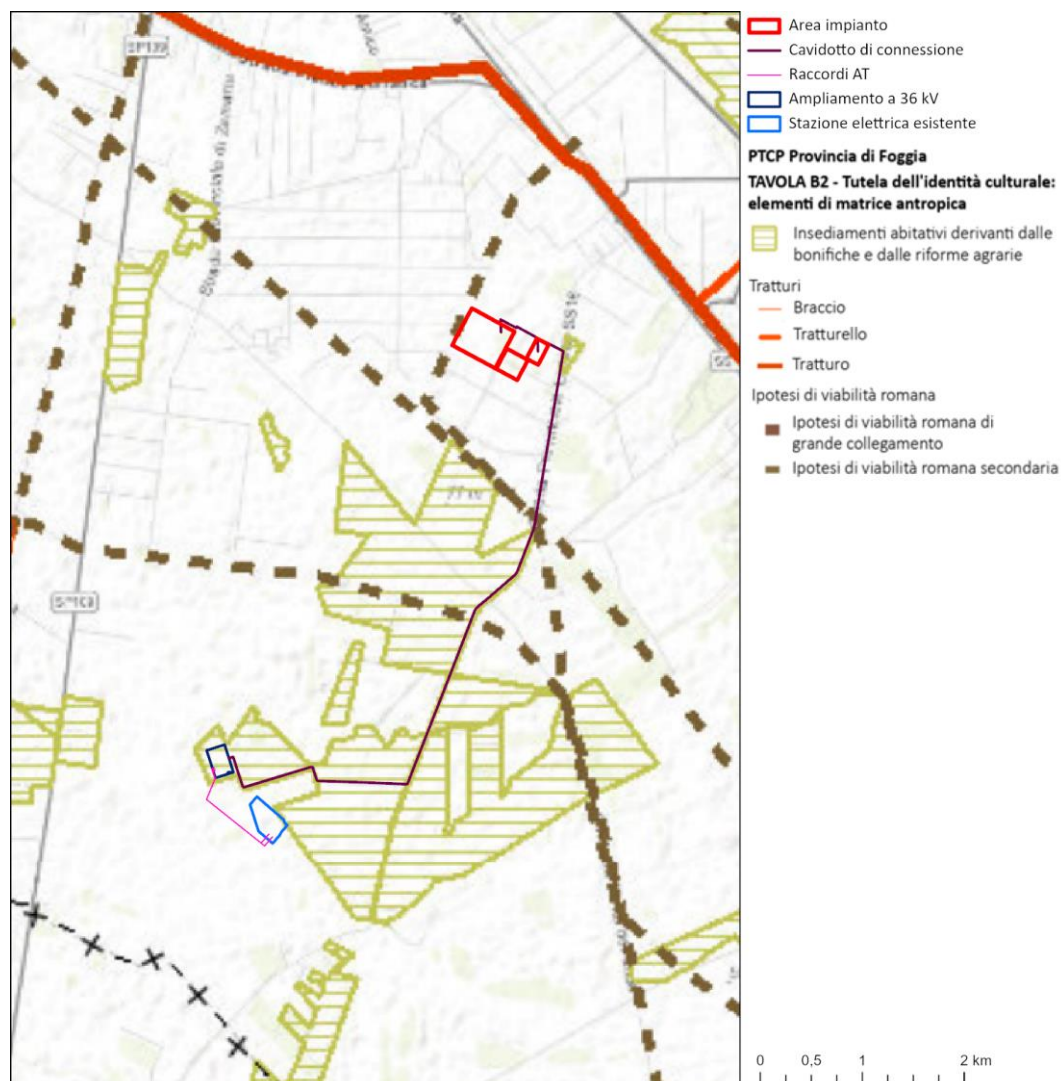 Area impianto
Cavidotto di connessione
Raccordi AT
Ampliamento a 36 kV
Stazione elettrica esistente
PTCP Provincia di Foggia
TAVOLA B2 - Tutela dell'identità culturale:
elementi di matrice antropica
Insediamenti abitativi derivanti dalle
bonifiche e dalle riforme agrarie
Tratturi
Braccio
Tratturello
Tratturo
Ipotesi di viabilità romana
Ipotesi di viabilità romana di
grande collegamento
Ipotesi di viabilità romana secondaria
77 m
0 0,5 1 2 km